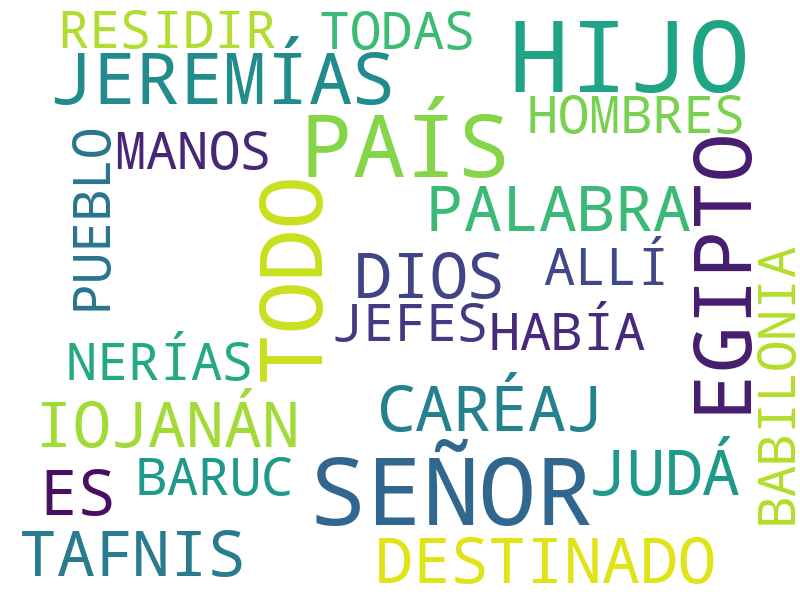 RESIDIR
TODAS
HIJO
JEREMÍAS
HOMBRES
PAÍS
MANOS
PUEBLO
EGIPTO
TODO
PALABRA
DIOS
ALLÍ
BABILONIA
JEFES
HABÍA
NERÍAS
CARÉAJ
IOJANÁN
SEÑOR
JUDÁ
BARUC
ES
TAFNIS
DESTINADO